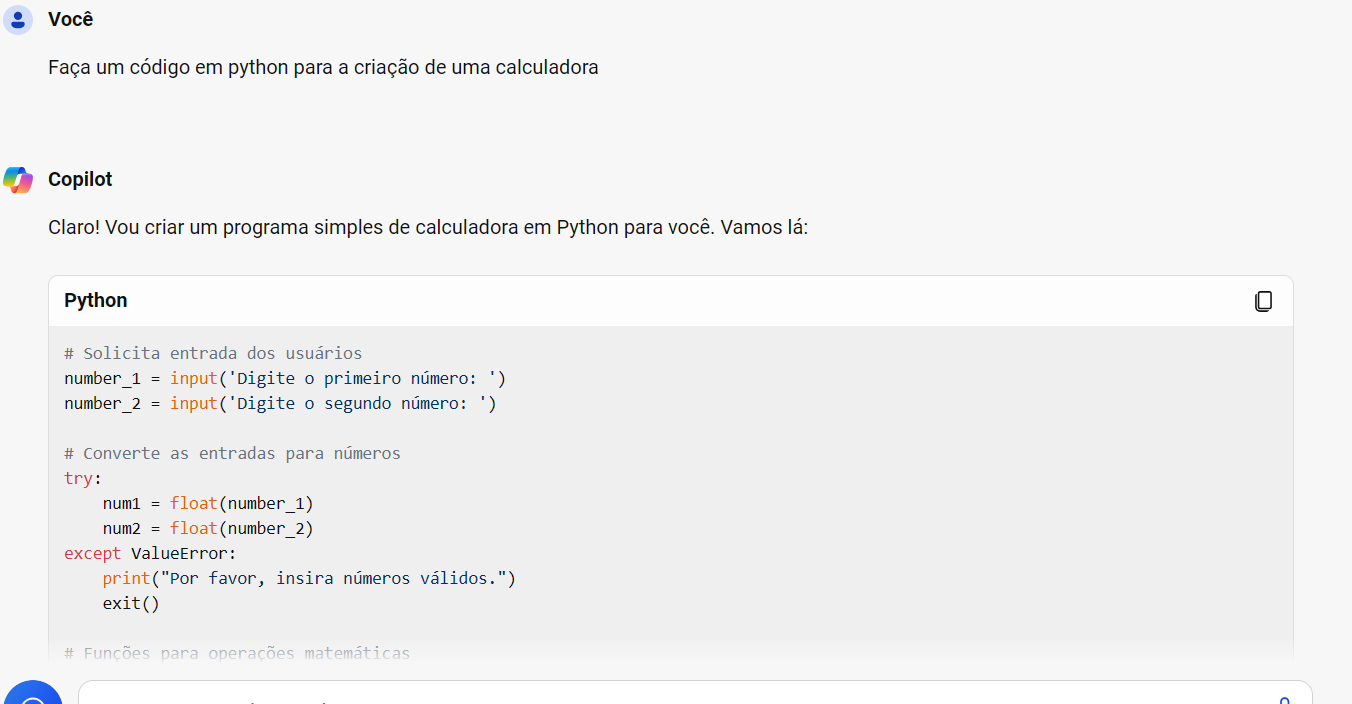 Você
Faça um código em python para a criação de uma calculadora
Copilot
Claro! Vou criar um programa simples de calculadora em Python para você. Vamos lá:
Python
# Solicita entrada dos usuários
number_1 = input('Digite o primeiro número: ')
number_2 = input('Digite o segundo número: ')
# Converte as entradas para números
try:
    num1 = float(number_1)
    num2 = float(number_2)
except ValueError:
    print("Por favor, insira números válidos.")
    exit()
# Funções para operações matemáticas